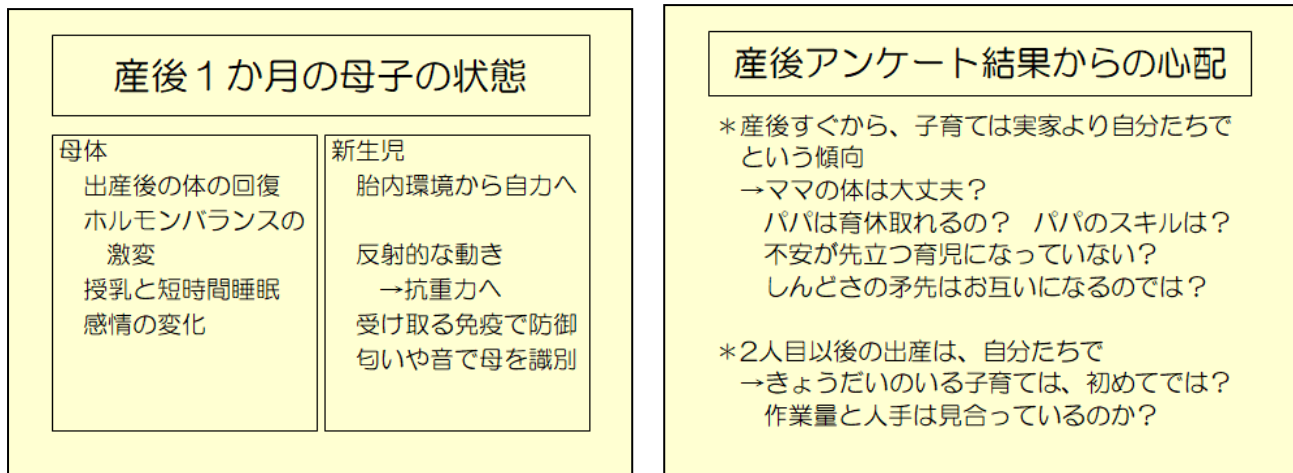 産後１か月の母子の状態
母体
出産後の体の回復
ホルモンバランスの
激変
授乳と短時間睡眠
感情の変化
新生児
胎内環境から自力へ
反射的な動き
→抗重力へ
受け取る免疫で防御
匂いや音で母を識別
産後アンケート結果からの心配
＊産後すぐから、子育ては実家より自分たちで
という傾向
→ママの体は大丈夫？
パパは育休取れるの？　パパのスキルは？
不安が先立つ育児になっていない？
しんどさの矛先はお互いになるのでは？
＊2人目以後の出産は、自分たちで
→きょうだいのいる子育ては、初めてでは？
作業量と人手は見合っているのか？